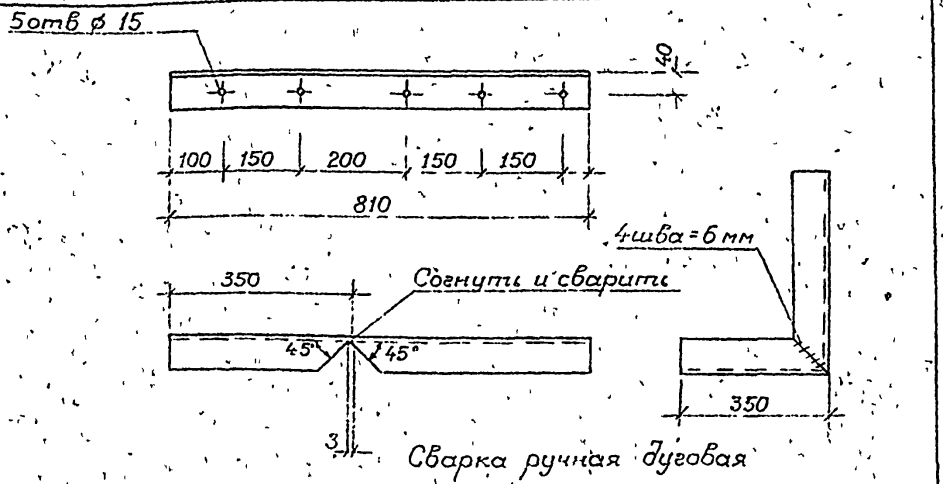 5отв ϕ 15
40
100 150 200 150 150
810
4шва=6 мм
350 Согнуть и сварить
45° 45°
350
3
Сварка ручная дуговая